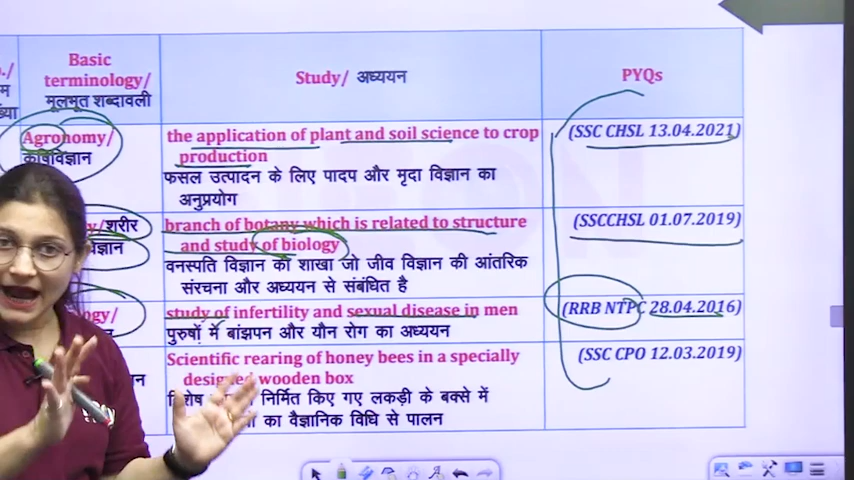 Basic
terminology/
मूलभूत शब्दावली
Study/ अध्ययन
PYQs
Agronomy/
कृषिविज्ञान
the application of plant and soil science to crop
production
फसल उत्पादन के लिए पादप और मृदा विज्ञान का
अनुप्रयोग
(SSC CHSL 13.04.2021)
branch of botany which is related to structure
and study of biology
वनस्पति विज्ञान की शाखा जो जीव विज्ञान की आंतरिक
संरचना और अध्ययन से संबंधित है
(SSCCHSL 01.07.2019)
study of infertility and sexual disease in men
पुरुषों में बांझपन और यौन रोग का अध्ययन
(RRB NTPC 28.04.2016)
Scientific rearing of honey bees in a specially
designed wooden box
निर्मित किए गए लकड़ी के बक्से में
का वैज्ञानिक विधि से पालन
(SSC CPO 12.03.2019)